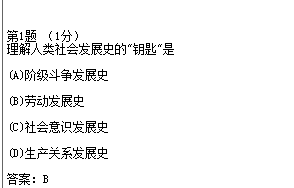 第1题 （1分）
理解人类社会发展史的“钥匙”是
(A)阶级斗争发展史
(B)劳动发展史
(C)社会意识发展史
(D)生产关系发展史
答案：B